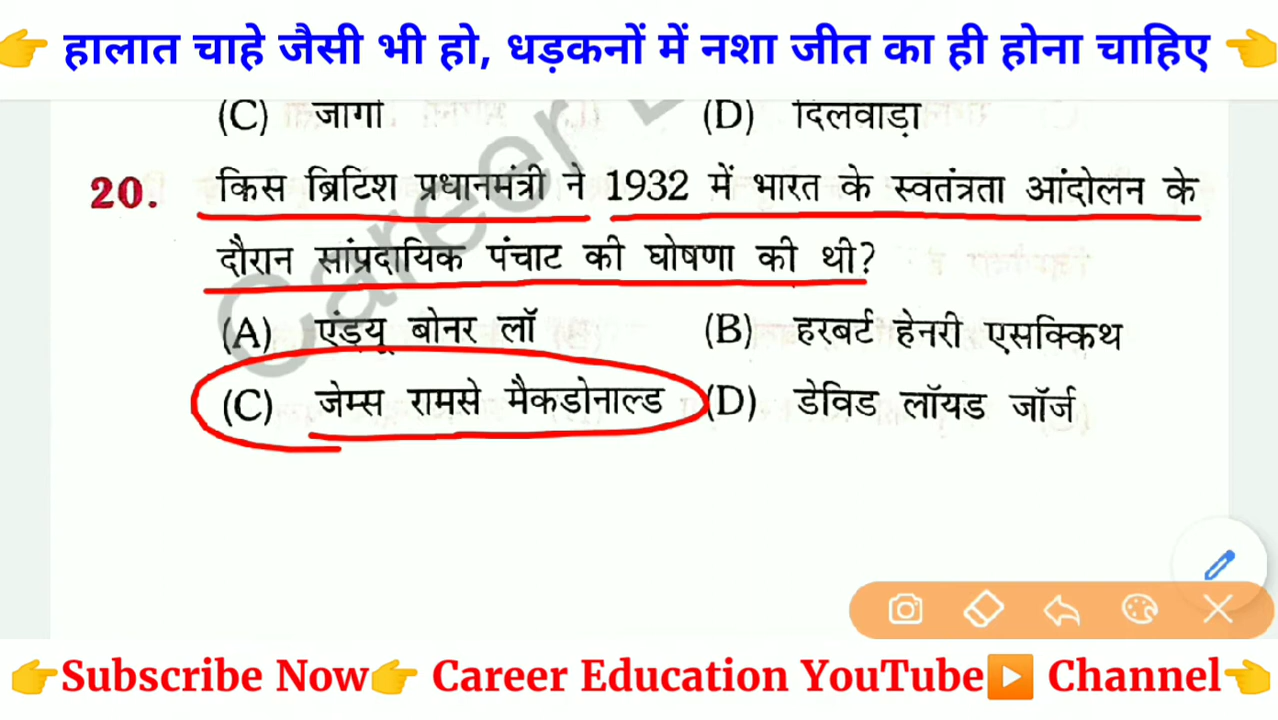 👉 हालात चाहे जैसी भी हो, धड़कनों में नशा जीत का ही होना चाहिए 👈
(C) जागो (D) दिलवाड़ा
20. किस ब्रिटिश प्रधानमंत्री ने 1932 में भारत के स्वतंत्रता आंदोलन के
दौरान सांप्रदायिक पंचाट की घोषणा की थी?
(A) एंड्यू बोनर लॉ (B) हरबर्ट हेनरी एसक्किथ
(C) जेम्स रामसे मैकडोनाल्ड (D) डेविड लॉयड जॉर्ज
Career E
👉Subscribe Now👉 Career Education YouTube▶️ Channel👈